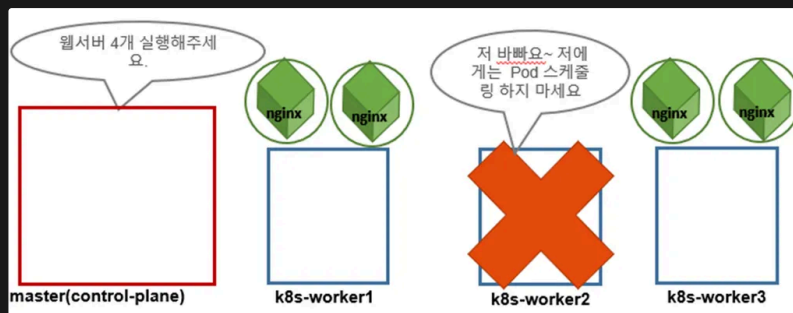 웹서버 4개 실행해주세
요.
저 바빠요~ 저에
게는 Pod 스케줄
링 하지 마세요
nginx
nginx
nginx
nginx
master(control-plane)
k8s-worker1
k8s-worker2
k8s-worker3